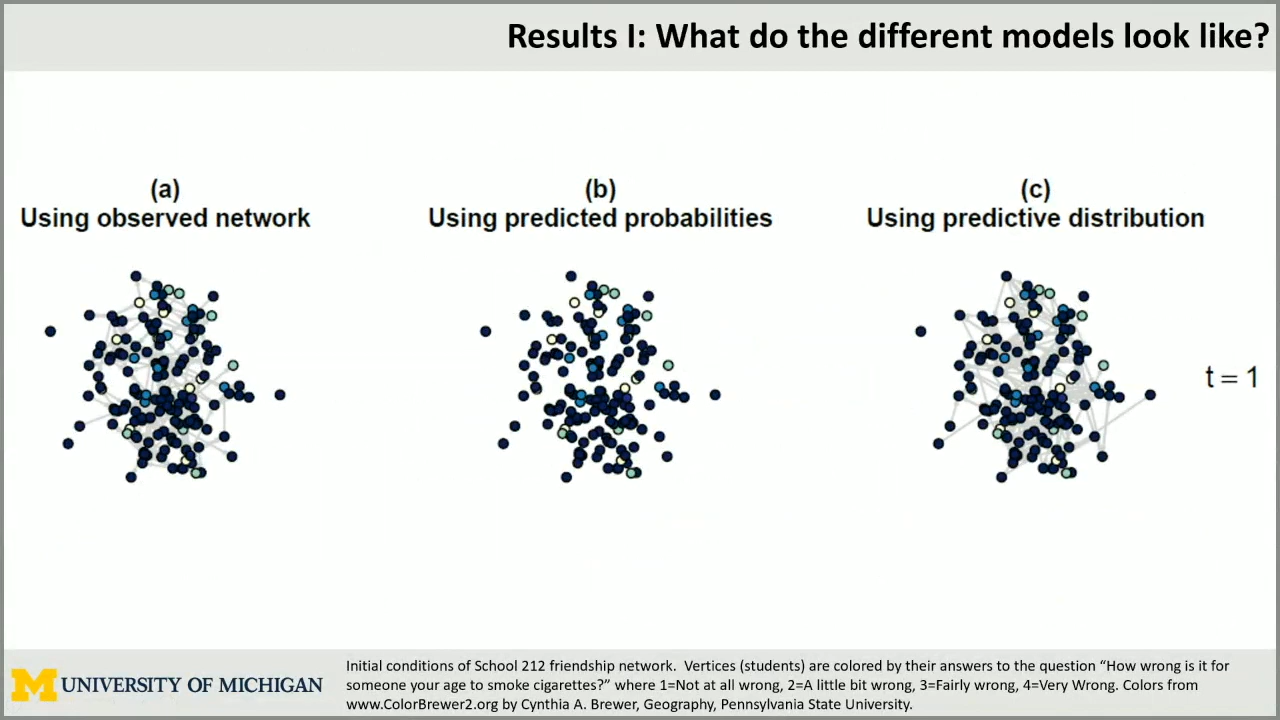 Results I: What do the different models look like?
(a)
Using observed network
(b)
Using predicted probabilities
(c)
Using predictive distribution
t = 1
M UNIVERSITY OF MICHIGAN
Initial conditions of School 212 friendship network. Vertices (students) are colored by their answers to the question “How wrong is it for
someone your age to smoke cigarettes?” where 1=Not at all wrong, 2=A little bit wrong, 3=Fairly wrong, 4=Very Wrong. Colors from
www.ColorBrewer2.org by Cynthia A. Brewer, Geography, Pennsylvania State University.